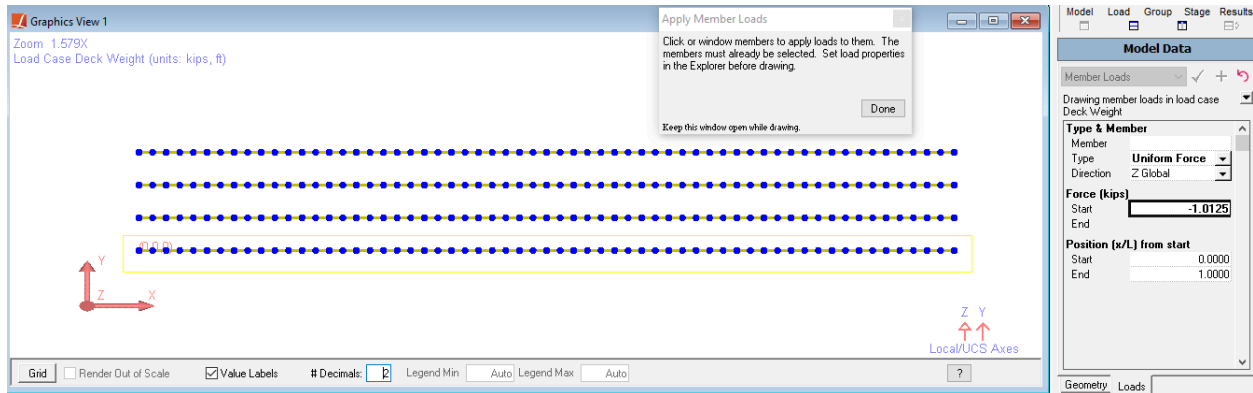 Graphics View 1
Zoom 1.579X
Load Case Deck Weight (units: kips, ft)
Apply Member Loads
Click or window members to apply loads to them. The
members must already be selected. Set load properties
in the Explorer before drawing.
Done
Keep this window open while drawing.
(0,0,0)
Y
Z
X
Z Y
Local/UCS Axes
Grid Render Out of Scale Value Labels # Decimals: 2 Legend Min Auto Legend Max Auto ?
Model Load Group Stage Results
Model Data
Member Loads
Drawing member loads in load case
Deck Weight
Type & Member
Member
Type Uniform Force
Direction Z Global
Force (kips)
Start -1.0125
End
Position (x/L) from start
Start 0.0000
End 1.0000
Geometry Loads